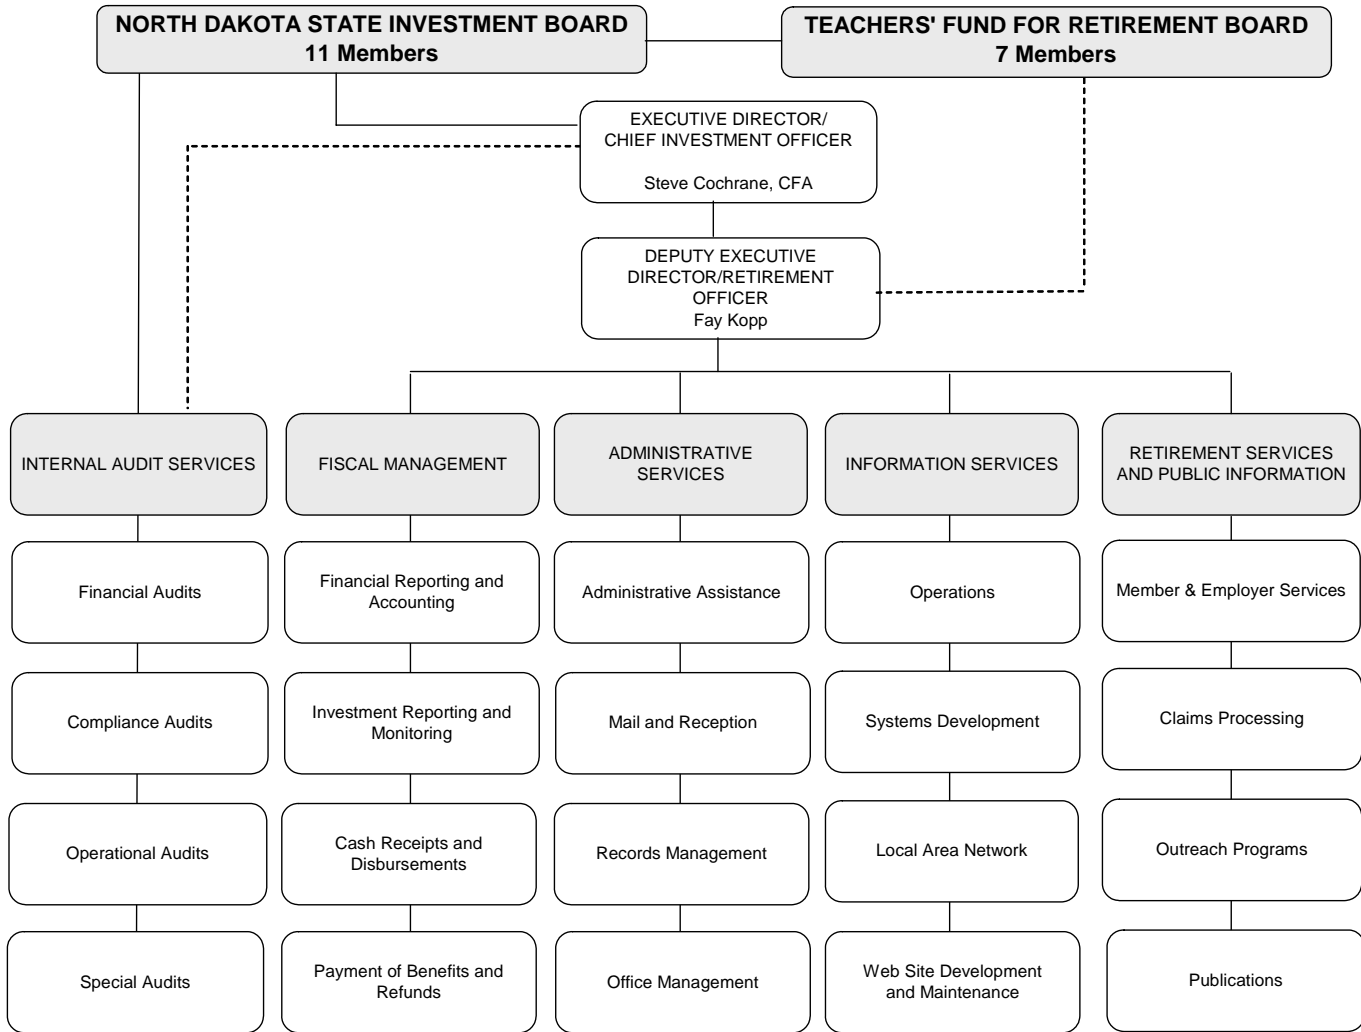 NORTH DAKOTA STATE INVESTMENT BOARD
11 Members
TEACHERS' FUND FOR RETIREMENT BOARD
7 Members
EXECUTIVE DIRECTOR/
CHIEF INVESTMENT OFFICER
Steve Cochrane, CFA
DEPUTY EXECUTIVE
DIRECTOR/RETIREMENT
OFFICER
Fay Kopp
INTERNAL AUDIT SERVICES
FISCAL MANAGEMENT
ADMINISTRATIVE
SERVICES
INFORMATION SERVICES
RETIREMENT SERVICES
AND PUBLIC INFORMATION
Financial Audits
Financial Reporting and
Accounting
Administrative Assistance
Operations
Member & Employer Services
Compliance Audits
Investment Reporting and
Monitoring
Mail and Reception
Systems Development
Claims Processing
Operational Audits
Cash Receipts and
Disbursements
Records Management
Local Area Network
Outreach Programs
Special Audits
Payment of Benefits and
Refunds
Office Management
Web Site Development
and Maintenance
Publications